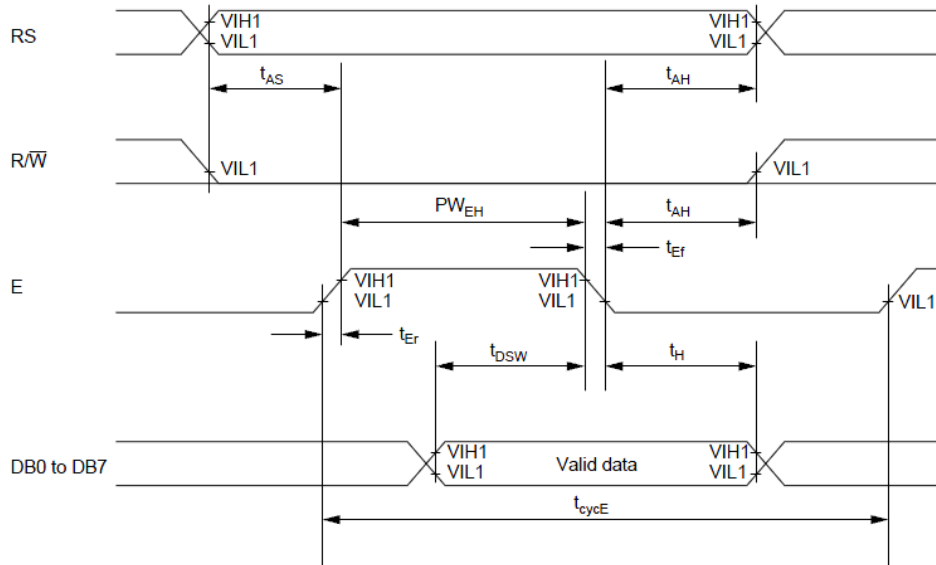 RS
VIH1
VIL1
VIH1
VIL1
tAS
tAH
R/W̅
VIL1
VIL1
PWEH
tAH
tEf
E
VIH1
VIL1
VIH1
VIL1
VIL1
tEr
tDSW
tH
DB0 to DB7
VIH1
VIL1
Valid data
VIH1
VIL1
tcycE